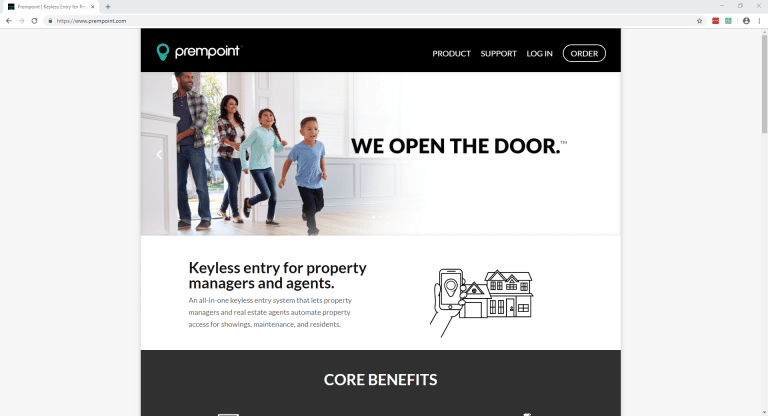 Prempoint | Keyless Entry for Pro
https://www.prempoint.com
prempoint
PRODUCT SUPPORT LOG IN ORDER
WE OPEN THE DOOR.™
Keyless entry for property
managers and agents.
An all-in-one keyless entry system that lets property
managers and real estate agents automate property
access for showings, maintenance, and residents.
CORE BENEFITS